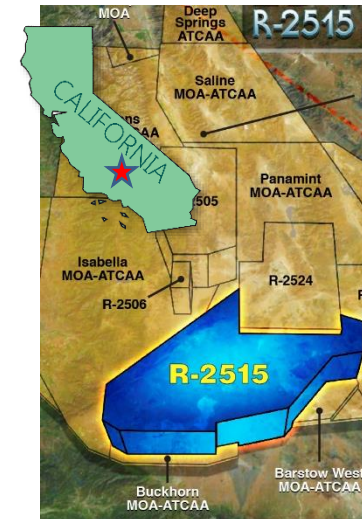 MOA
Deep
Springs
ATCAA
R-2515
Saline
MOA-ATCAA
CALIFORNIA
Panamint
MOA-ATCAA
Isabella
MOA-ATCAA
R-2506
R-2524
R-2515
Buckhorn
MOA-ATCAA
Barstow West
MOA-ATCAA